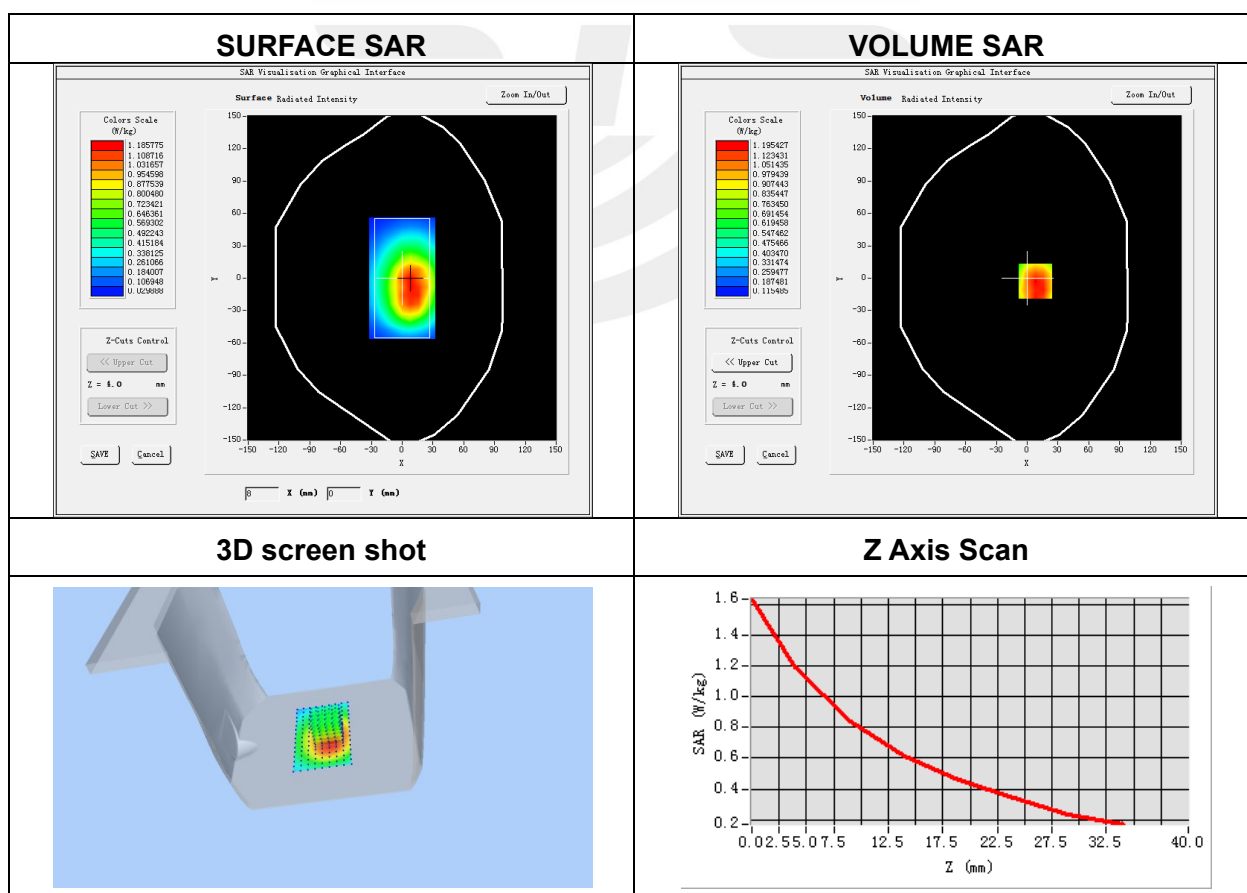 SURFACE SAR
SAR Visualisation Graphical Interface
Surface Radiated Intensity
Zoom In/Out
Colors Scale
(W/kg)
1.185775
1.108716
1.031657
0.954598
0.877539
0.800480
0.723421
0.646361
0.569302
0.492243
0.415184
0.338125
0.261066
0.184007
0.106948
0.029888
150
120
90
60
30
0
-30
-60
-90
-120
-150
Y
-150 -120 -90 -60 -30 0 30 60 90 120 150
X
Z-Cuts Control
<< Upper Cut
Z = 4.0 mm
Lower Cut >>
SAVE Cancel
8 X (mm) 0 Y (mm)
VOLUME SAR
SAR Visualisation Graphical Interface
Volume Radiated Intensity
Zoom In/Out
Colors Scale
(W/kg)
1.195427
1.123431
1.051435
0.979439
0.907443
0.835447
0.763450
0.691454
0.619458
0.547462
0.475466
0.403470
0.331474
0.259477
0.187481
0.115485
150
120
90
60
30
0
-30
-60
-90
-120
-150
Y
-150 -120 -90 -60 -30 0 30 60 90 120 150
X
Z-Cuts Control
<< Upper Cut
Z = 4.0 mm
Lower Cut >>
SAVE Cancel
3D screen shot
Z Axis Scan
1.6
1.4
1.2
1.0
0.8
0.6
0.4
0.2
SAR (W/kg)
0.0 2.5 5.0 7.5 12.5 17.5 22.5 27.5 32.5 40.0
Z (mm)